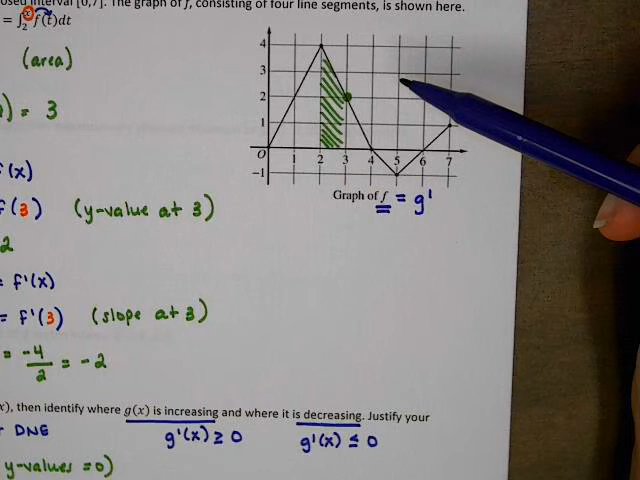 interval [0,7]. The graph of f, consisting of four line segments, is shown here.
= ∫₂ˣ f(t)dt
(area)
) = 3
f(x)
f(3) (y-value at 3)
2
= f'(x)
= f'(3) (slope at 3)
= -4/2 = -2
4
3
2
1
O 1 2 3 4 5 6 7
-1
Graph of f = g'
x), then identify where g(x) is increasing and where it is decreasing. Justify your
DNE g'(x) ≥ 0 g'(x) ≤ 0
y-values = 0)